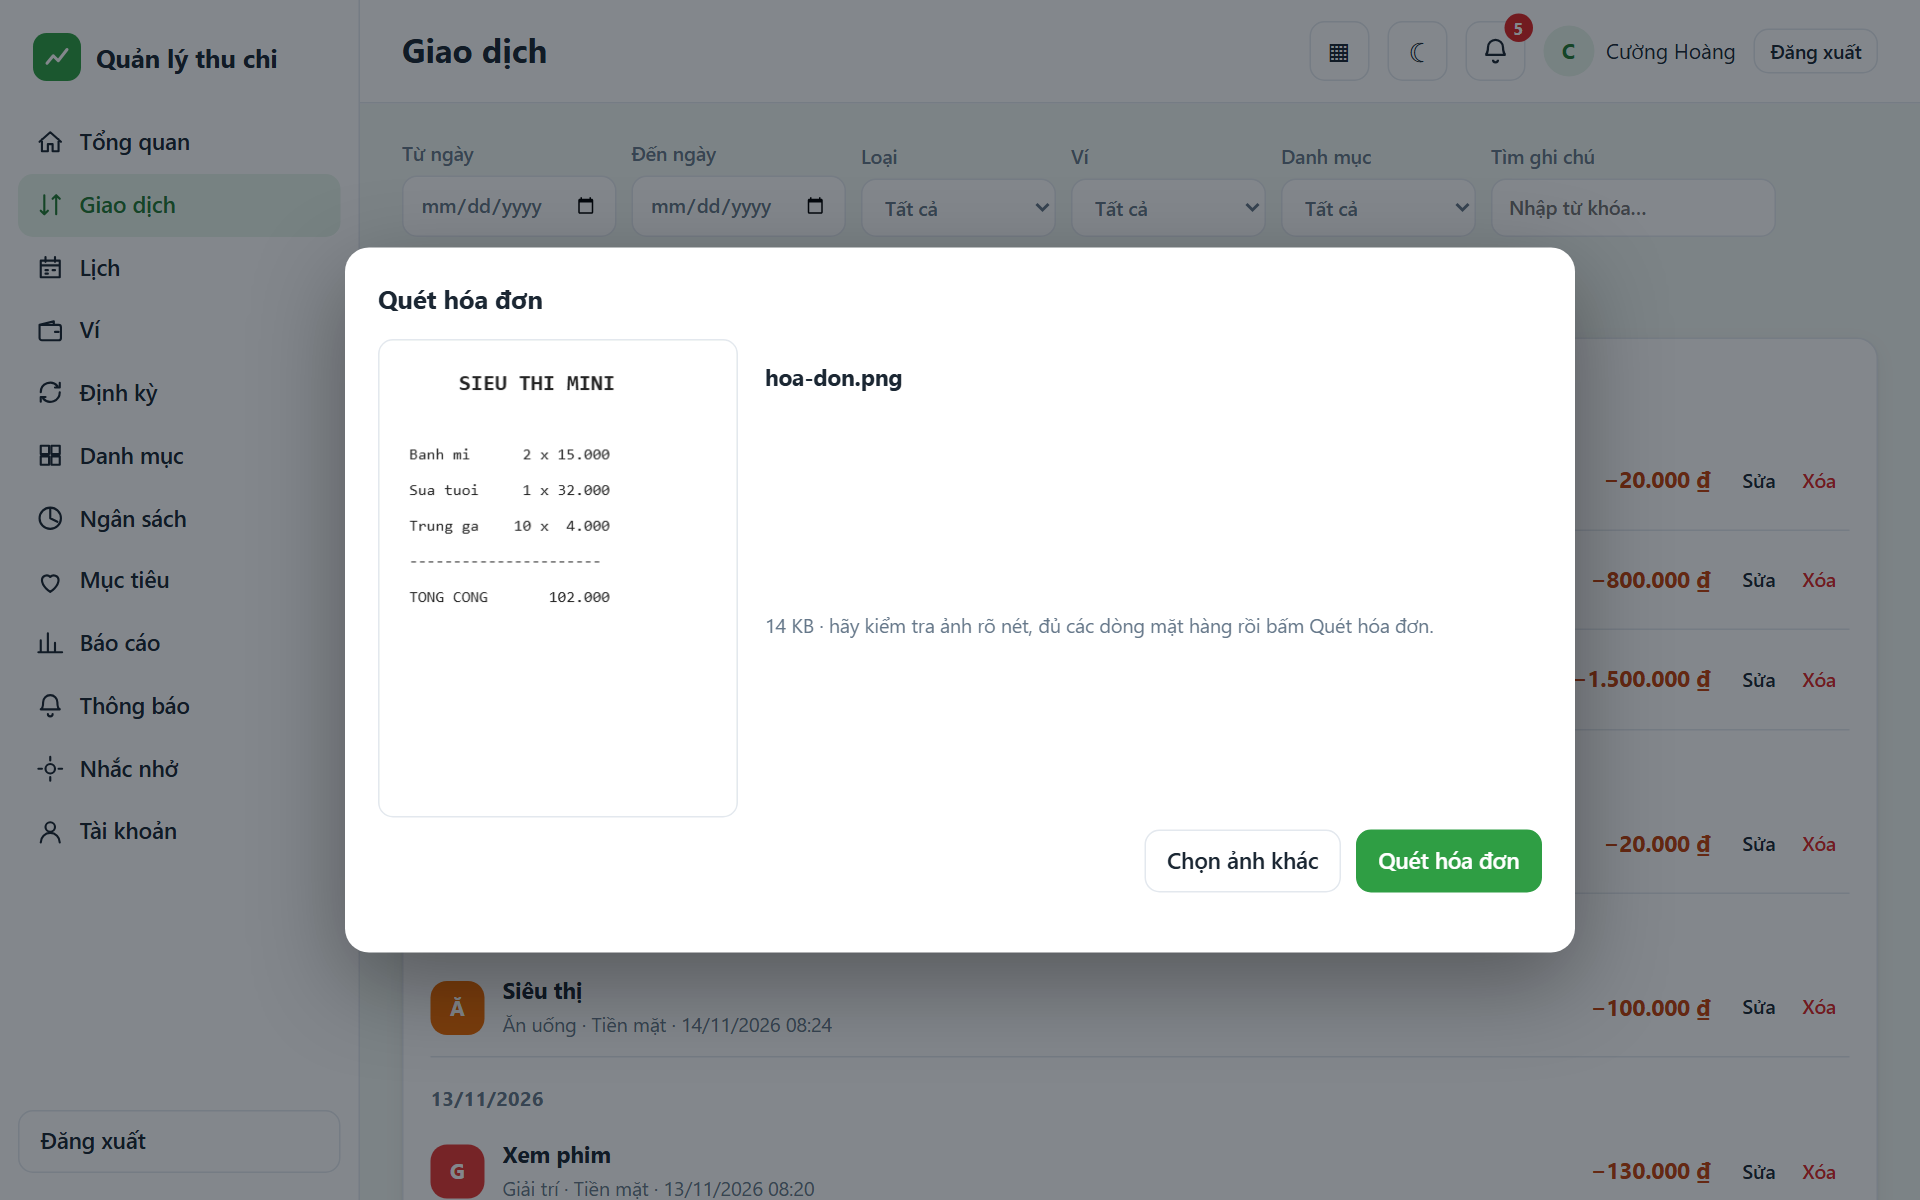 Quản lý thu chi
Tổng quan
Giao dịch
Lịch
Ví
Định kỳ
Danh mục
Ngân sách
Mục tiêu
Báo cáo
Thông báo
Nhắc nhở
Tài khoản
Đăng xuất
Giao dịch
5
C
Cường Hoàng
Đăng xuất
Từ ngày
Đến ngày
Loại
Ví
Danh mục
Tìm ghi chú
mm/dd/yyyy
mm/dd/yyyy
Tất cả
Tất cả
Tất cả
Nhập từ khóa...
Quét hóa đơn
SIEU THI MINI
Banh mi 2 x 15.000
Sua tuoi 1 x 32.000
Trung ga 10 x 4.000
----------------------
TONG CONG 102.000
hoa-don.png
14 KB · hãy kiểm tra ảnh rõ nét, đủ các dòng mặt hàng rồi bấm Quét hóa đơn.
Chọn ảnh khác
Quét hóa đơn
−20.000 ₫ Sửa Xóa
−800.000 ₫ Sửa Xóa
−1.500.000 ₫ Sửa Xóa
−20.000 ₫ Sửa Xóa
Ă
Siêu thị
Ăn uống · Tiền mặt · 14/11/2026 08:24
−100.000 ₫ Sửa Xóa
13/11/2026
G
Xem phim
Giải trí · Tiền mặt · 13/11/2026 08:20
−130.000 ₫ Sửa Xóa